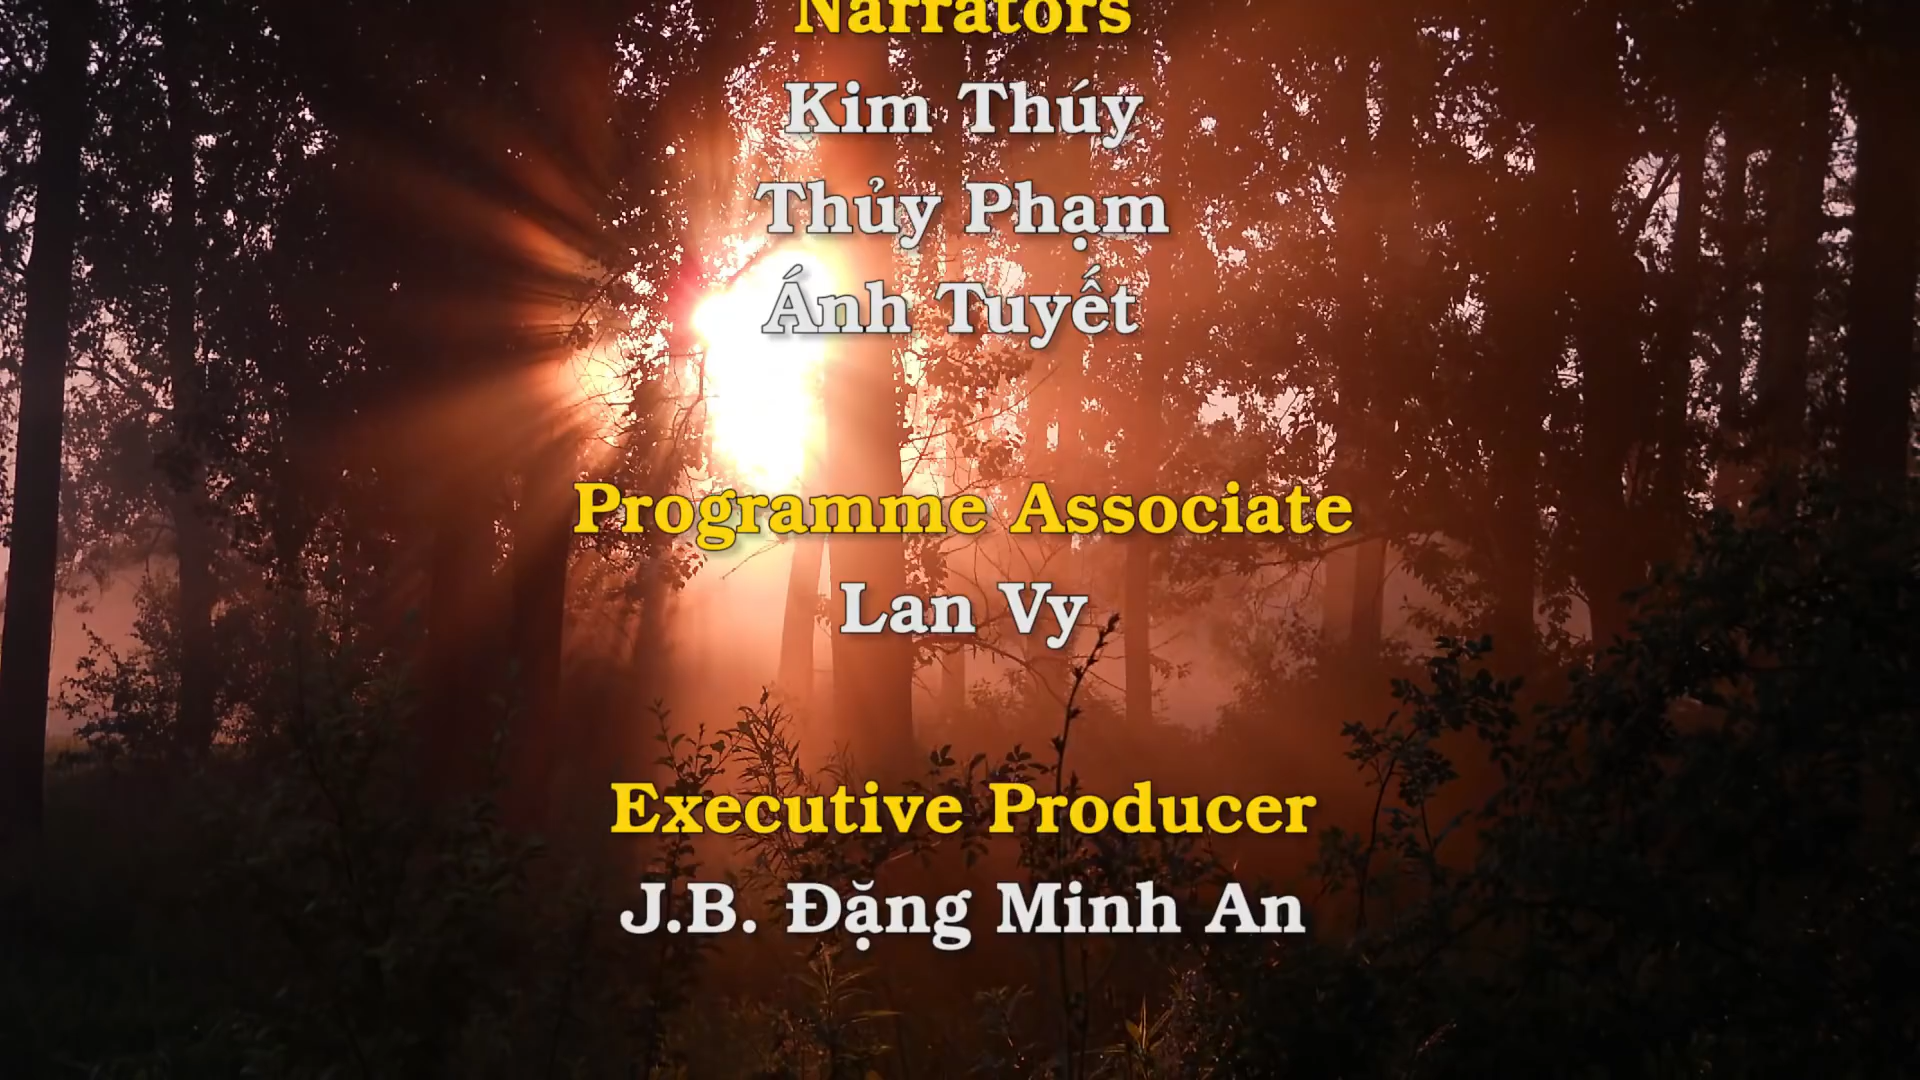 Narrators
Kim Thúy
Thủy Phạm
Ánh Tuyết
Programme Associate
Lan Vy
Executive Producer
J.B. Đặng Minh An